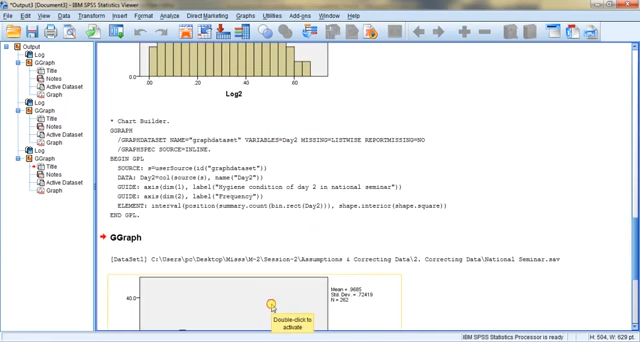 *Output3 [Document3] - IBM SPSS Statistics Viewer
File Edit View Data Transform Insert Format Analyze Direct Marketing Graphs Utilities Add-ons Window Help
Output
Log
GGraph
Title
Notes
Active Dataset
Graph
Log
GGraph
Title
Notes
Active Dataset
Graph
Log
GGraph
Title
Notes
Active Dataset
Graph
0.0
.00 .20 .40 .60
Log2
* Chart Builder.
GGRAPH
/GRAPHDATASET NAME="graphdataset" VARIABLES=Day2 MISSING=LISTWISE REPORTMISSING=NO
/GRAPHSPEC SOURCE=INLINE.
BEGIN GPL
SOURCE: s=userSource(id("graphdataset"))
DATA: Day2=col(source(s), name("Day2"))
GUIDE: axis(dim(1), label("Hygiene condition of day 2 in national seminar"))
GUIDE: axis(dim(2), label("Frequency"))
ELEMENT: interval(position(summary.count(bin.rect(Day2))), shape.interior(shape.square))
END GPL.
GGraph
[DataSet1] C:\Users\pc\Desktop\Misss\M-2\Session-2\Assumptions & Correcting Data\2. Correcting Data\National Seminar.sav
40.0
Mean = .9685
Std. Dev. = .72419
N = 262
Double-click to
activate
IBM SPSS Statistics Processor is ready
H: 504, W: 629 pt.